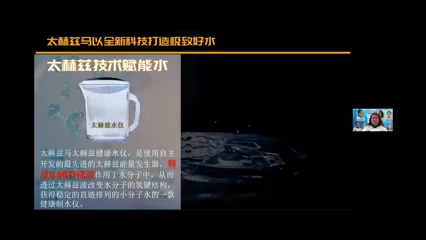 太赫兹马以全新科技打造极致好水
太赫兹技术赋能水
太赫兹水仪
太赫兹马太赫兹健康水仪，是使用自主
开发的最先进的太赫兹能量发生器，释
作用于水分子中，从而
透过太赫兹波改变水分子的氢键结构，
获得稳定的直链排列的小分子水的一款
健康制水仪。